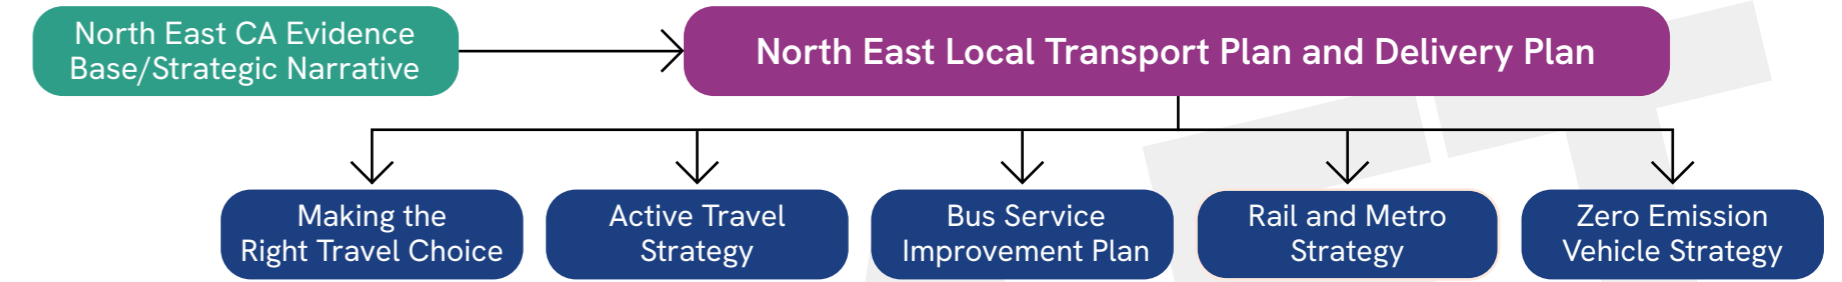 North East CA Evidence
Base/Strategic Narrative
North East Local Transport Plan and Delivery Plan
Making the
Right Travel Choice
Active Travel
Strategy
Bus Service
Improvement Plan
Rail and Metro
Strategy
Zero Emission
Vehicle Strategy